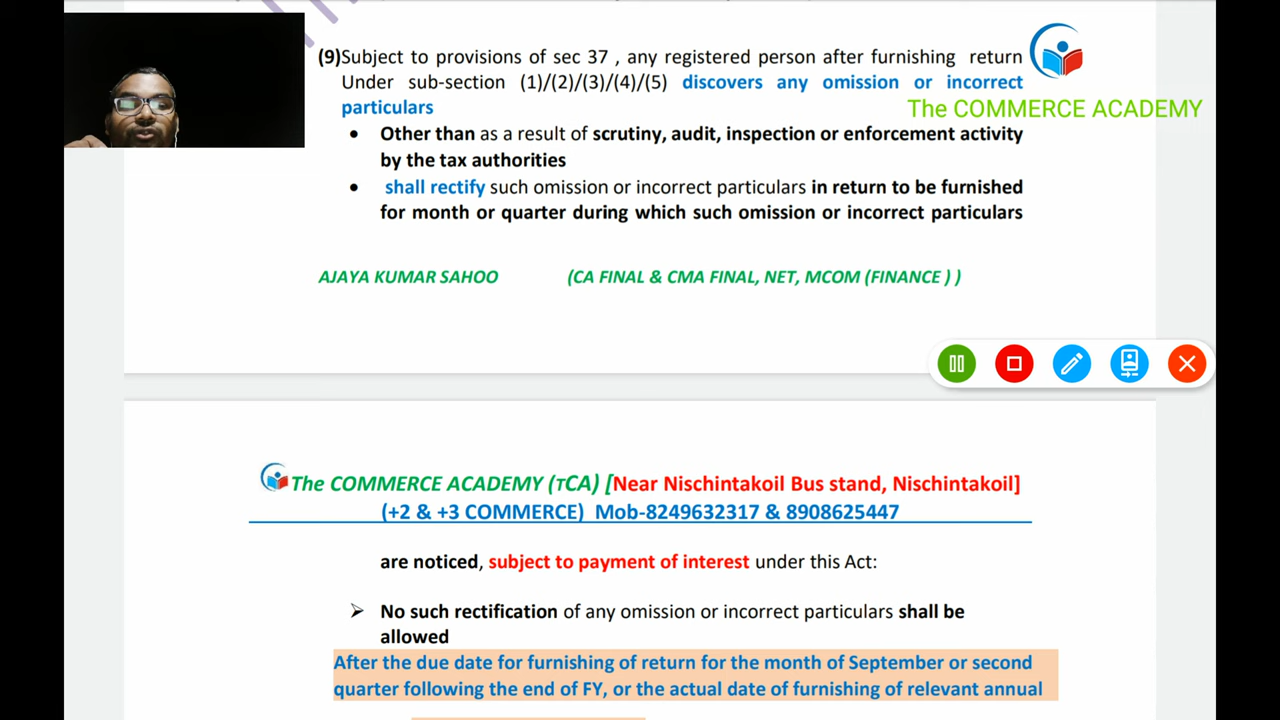 (9)Subject to provisions of sec 37 , any registered person after furnishing return
Under sub-section (1)/(2)/(3)/(4)/(5) discovers any omission or incorrect
particulars
The COMMERCE ACADEMY
• Other than as a result of scrutiny, audit, inspection or enforcement activity
by the tax authorities
• shall rectify such omission or incorrect particulars in return to be furnished
for month or quarter during which such omission or incorrect particulars
AJAYA KUMAR SAHOO (CA FINAL & CMA FINAL, NET, MCOM (FINANCE ) )
The COMMERCE ACADEMY (TCA) [Near Nischintakoil Bus stand, Nischintakoil]
(+2 & +3 COMMERCE) Mob-8249632317 & 8908625447
are noticed, subject to payment of interest under this Act:
➢ No such rectification of any omission or incorrect particulars shall be
allowed
After the due date for furnishing of return for the month of September or second
quarter following the end of FY, or the actual date of furnishing of relevant annual